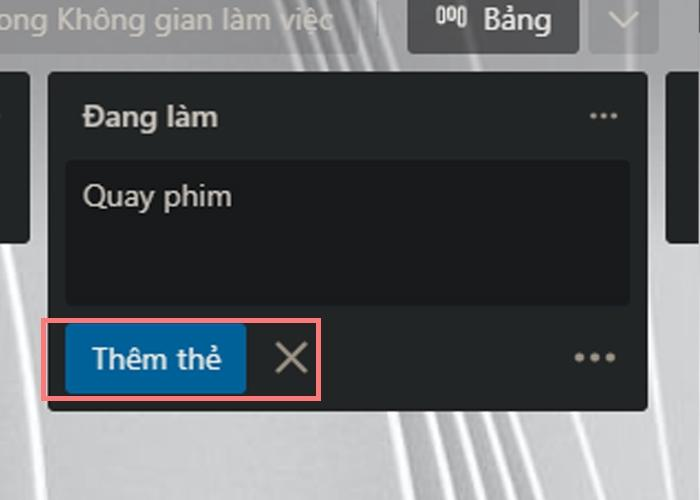 ong Không gian làm việc
Bảng
Đang làm
Quay phim
Thêm thẻ